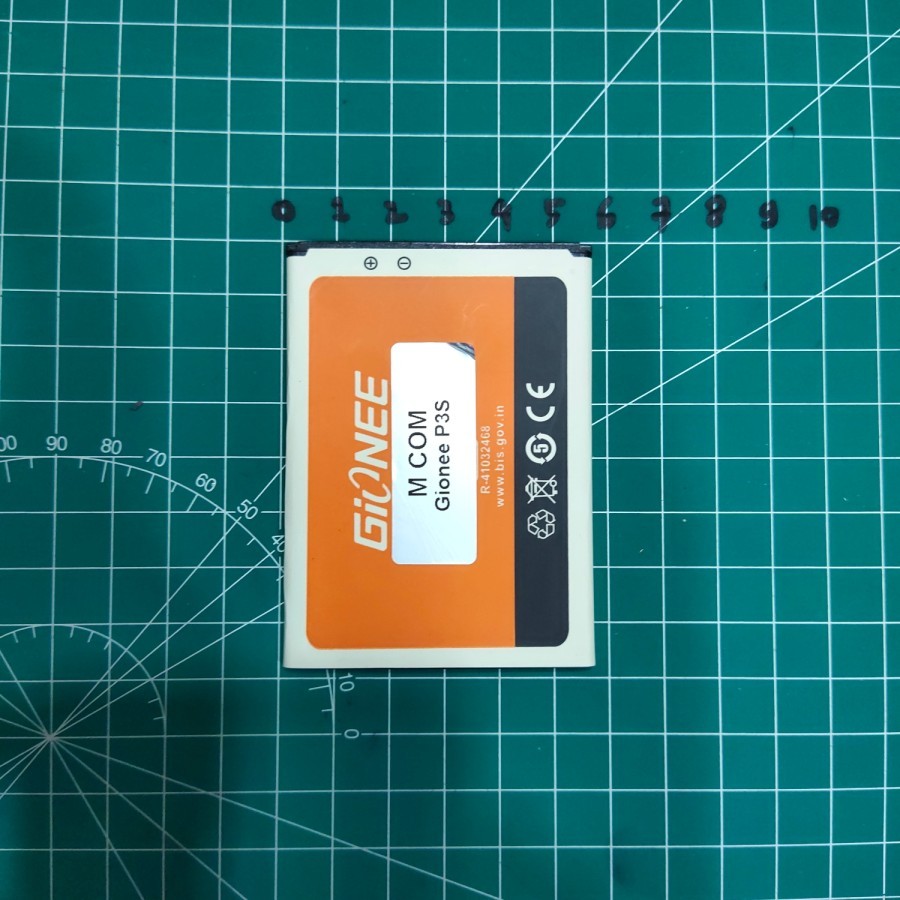 0 1 2 3 4 5 6 7 8 9 10
⊕ ⊖
GiONEE
M COM
Gionee P3S
R-41032468
www.bis.gov.in
5 CE
90 80 70 60 50 40
10
0